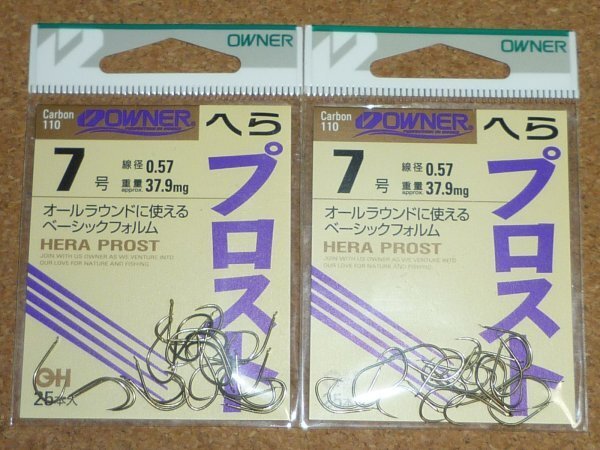 OWNER
Carbon
110
OWNER
へら
7号
線径 0.57
重量 37.9mg
approx.
プロスト
オールラウンドに使える
ベーシックフォルム
HERA PROST
JOIN WITH US OWNER AS WE VENTURE INTO
OUR LOVE FOR NATURE AND FISHING
25本入
OWNER
Carbon
110
OWNER
へら
7号
線径 0.57
重量 37.9mg
approx.
プロスト
オールラウンドに使える
ベーシックフォルム
HERA PROST
JOIN WITH US OWNER AS WE VENTURE INTO
OUR LOVE FOR NATURE AND FISHING